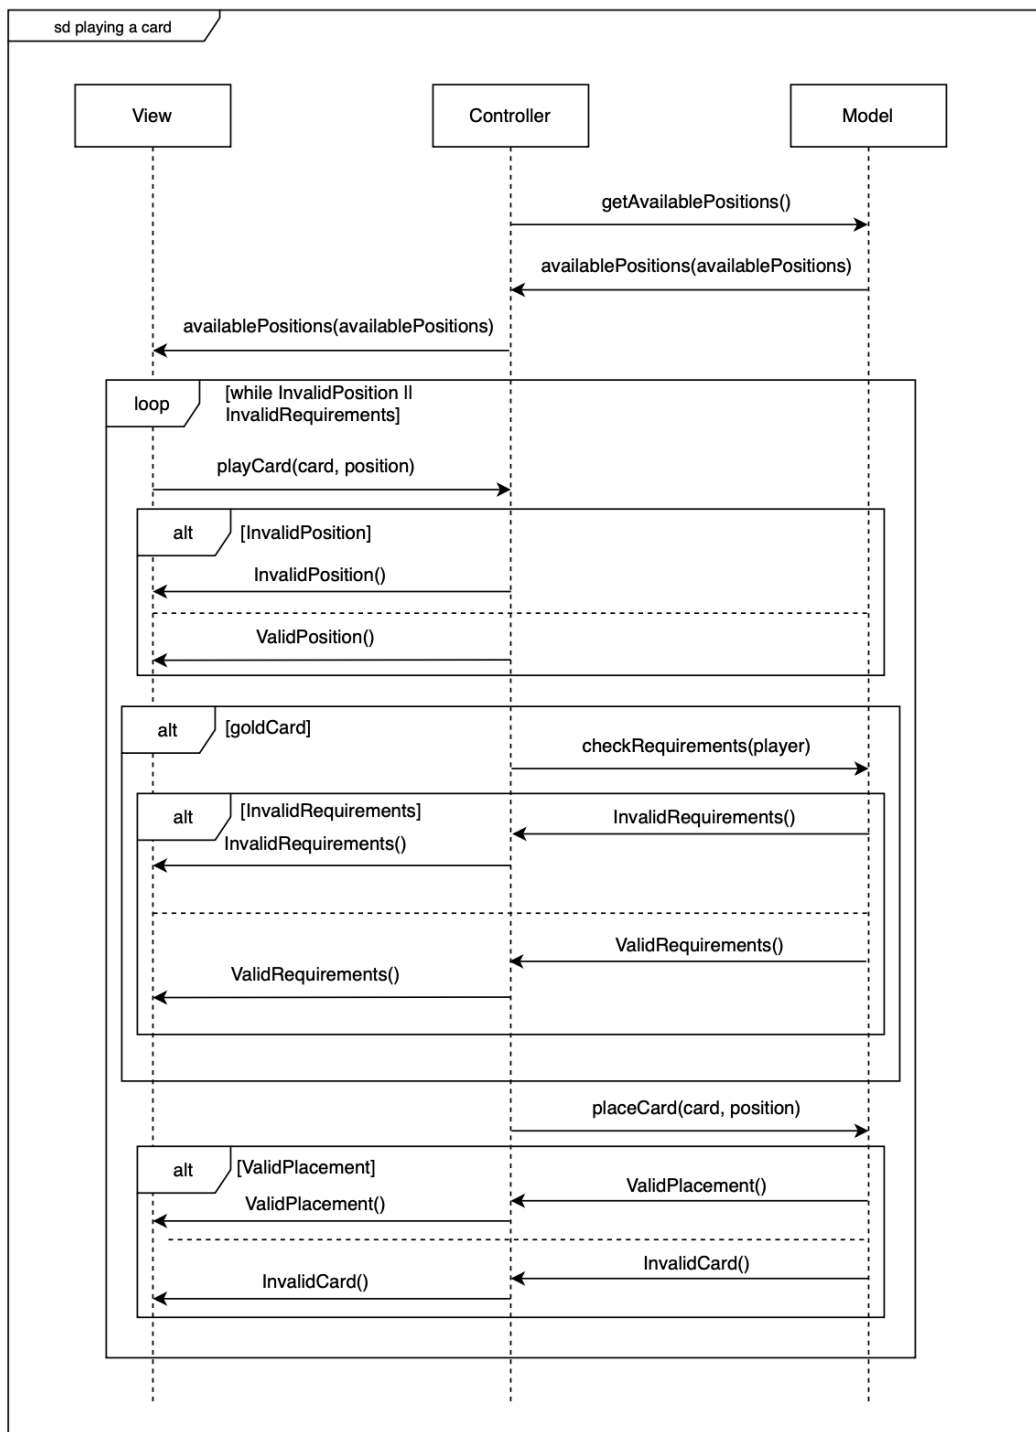 sd playing a card
View
Controller
Model
getAvailablePositions()
availablePositions(availablePositions)
availablePositions(availablePositions)
loop
[while InvalidPosition ||
InvalidRequirements]
playCard(card, position)
alt
[InvalidPosition]
InvalidPosition()
ValidPosition()
alt
[goldCard]
checkRequirements(player)
alt
[InvalidRequirements]
InvalidRequirements()
InvalidRequirements()
ValidRequirements()
ValidRequirements()
placeCard(card, position)
alt
[ValidPlacement]
ValidPlacement()
ValidPlacement()
InvalidCard()
InvalidCard()